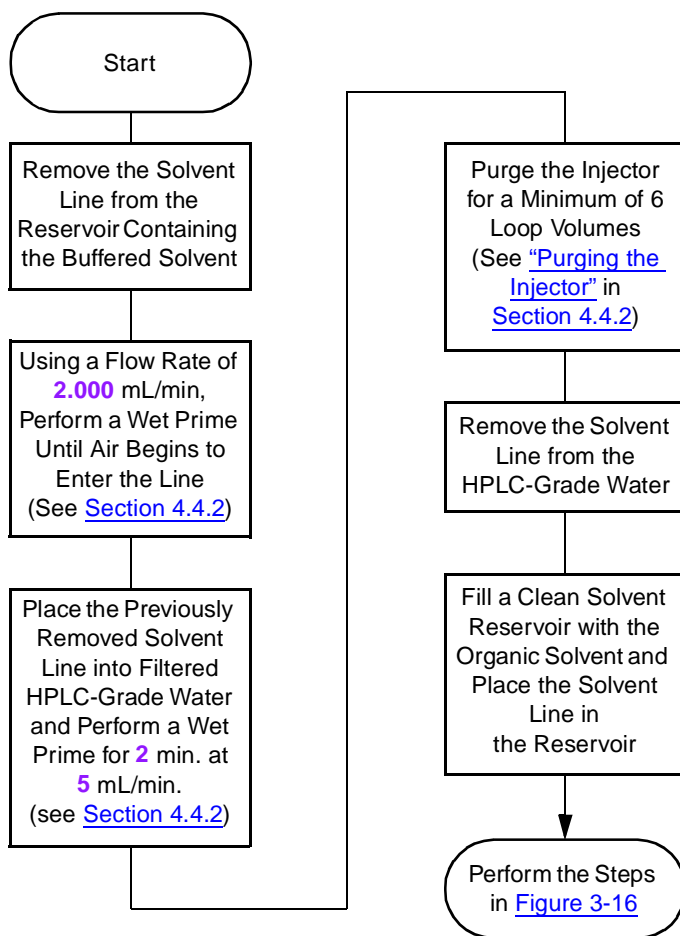 Start
Remove the Solvent
Line from the
Reservoir Containing
the Buffered Solvent
Using a Flow Rate of
2.000 mL/min,
Perform a Wet Prime
Until Air Begins to
Enter the Line
(See Section 4.4.2)
Place the Previously
Removed Solvent
Line into Filtered
HPLC-Grade Water
and Perform a Wet
Prime for 2 min. at
5 mL/min.
(see Section 4.4.2)
Purge the Injector
for a Minimum of 6
Loop Volumes
(See “Purging the
Injector” in
Section 4.4.2)
Remove the Solvent
Line from the
HPLC-Grade Water
Fill a Clean Solvent
Reservoir with the
Organic Solvent and
Place the Solvent
Line in
the Reservoir
Perform the Steps
in Figure 3-16